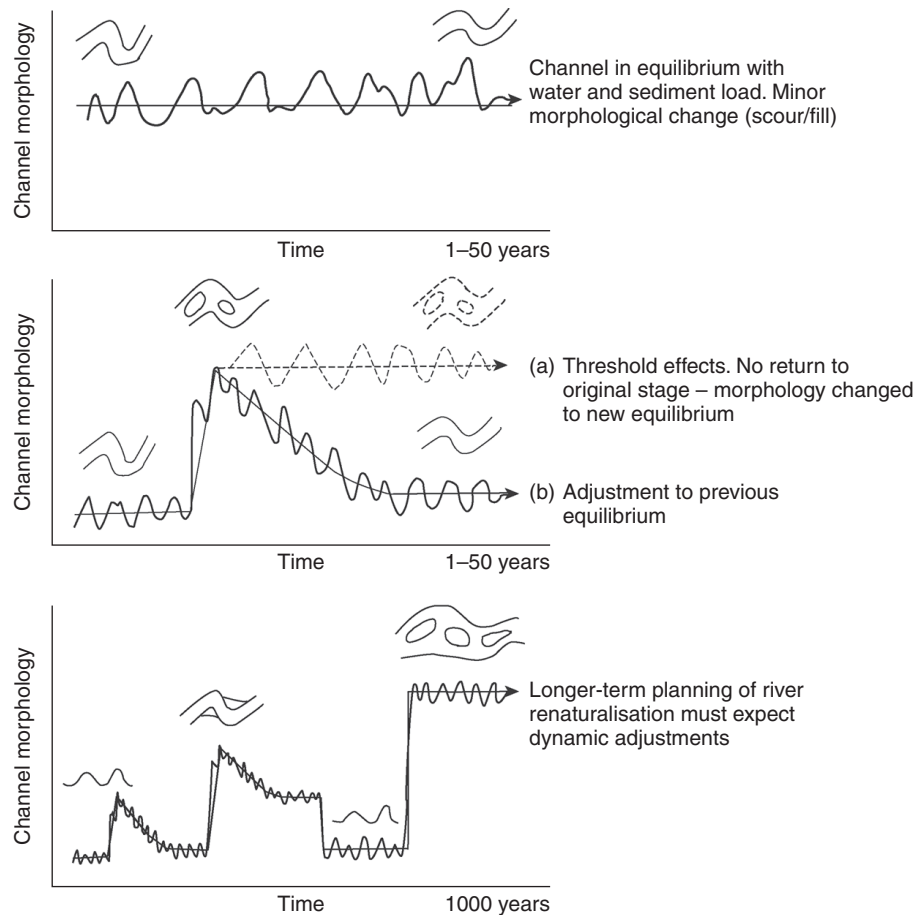 Channel morphology
Channel in equilibrium with
water and sediment load. Minor
morphological change (scour/fill)
Time
1–50 years
Channel morphology
(a) Threshold effects. No return to
original stage – morphology changed
to new equilibrium
(b) Adjustment to previous
equilibrium
Time
1–50 years
Channel morphology
Longer-term planning of river
renaturalisation must expect
dynamic adjustments
Time
1000 years